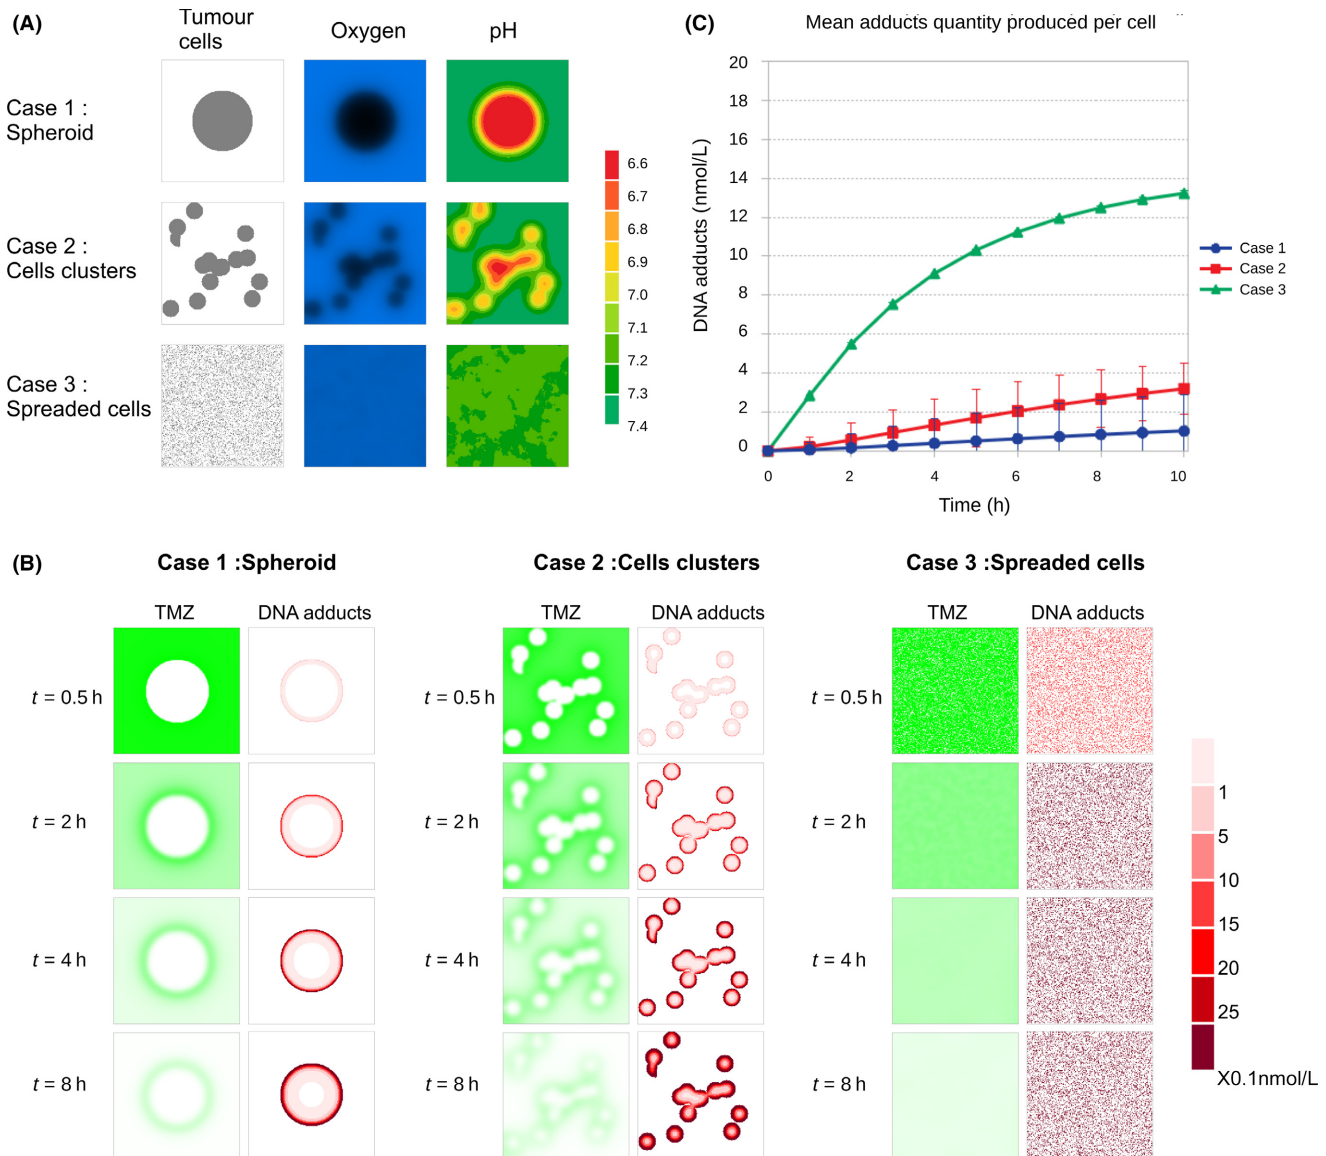 (A)
Tumour
cells
Oxygen
pH
Case 1 :
Spheroid
Case 2 :
Cells clusters
Case 3 :
Spreaded cells
6.6
6.7
6.8
6.9
7.0
7.1
7.2
7.3
7.4
(C)
Mean adducts quantity produced per cell
DNA adducts (nmol/L)
20
18
16
14
12
10
8
6
4
2
0
0
2
4
6
8
10
Time (h)
Case 1
Case 2
Case 3
(B)
Case 1 :Spheroid
Case 2 :Cells clusters
Case 3 :Spreaded cells
TMZ
DNA adducts
TMZ
DNA adducts
TMZ
DNA adducts
t = 0.5 h
t = 0.5 h
t = 0.5 h
t = 2 h
t = 2 h
t = 2 h
t = 4 h
t = 4 h
t = 4 h
t = 8 h
t = 8 h
t = 8 h
1
5
10
15
20
25
X0.1nmol/L